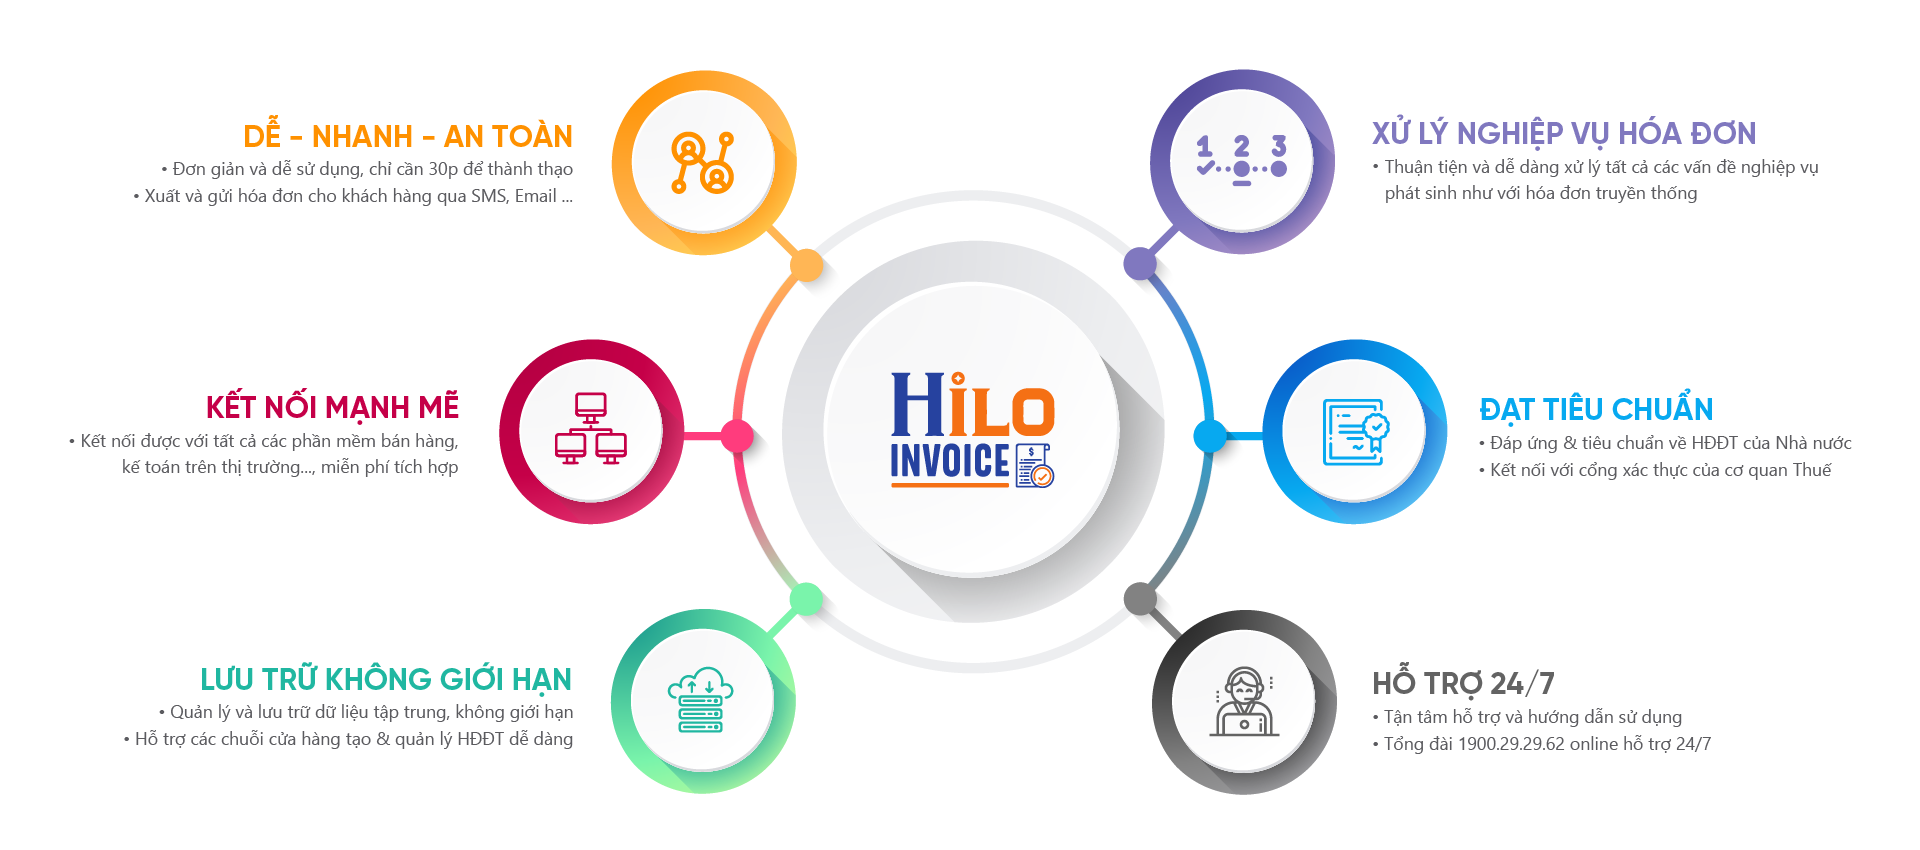 DỄ - NHANH - AN TOÀN
• Đơn giản và dễ sử dụng, chỉ cần 30p để thành thạo
• Xuất và gửi hóa đơn cho khách hàng qua SMS, Email ...
KẾT NỐI MẠNH MẼ
• Kết nối được với tất cả các phần mềm bán hàng,
kế toán trên thị trường..., miễn phí tích hợp
LƯU TRỮ KHÔNG GIỚI HẠN
• Quản lý và lưu trữ dữ liệu tập trung, không giới hạn
• Hỗ trợ các chuỗi cửa hàng tạo & quản lý HĐĐT dễ dàng
HiLO
INVOICE
$
1 2 3
XỬ LÝ NGHIỆP VỤ HÓA ĐƠN
• Thuận tiện và dễ dàng xử lý tất cả các vấn đề nghiệp vụ
phát sinh như với hóa đơn truyền thống
ĐẠT TIÊU CHUẨN
• Đáp ứng & tiêu chuẩn về HĐĐT của Nhà nước
• Kết nối với cổng xác thực của cơ quan Thuế
HỖ TRỢ 24/7
• Tận tâm hỗ trợ và hướng dẫn sử dụng
• Tổng đài 1900.29.29.62 online hỗ trợ 24/7